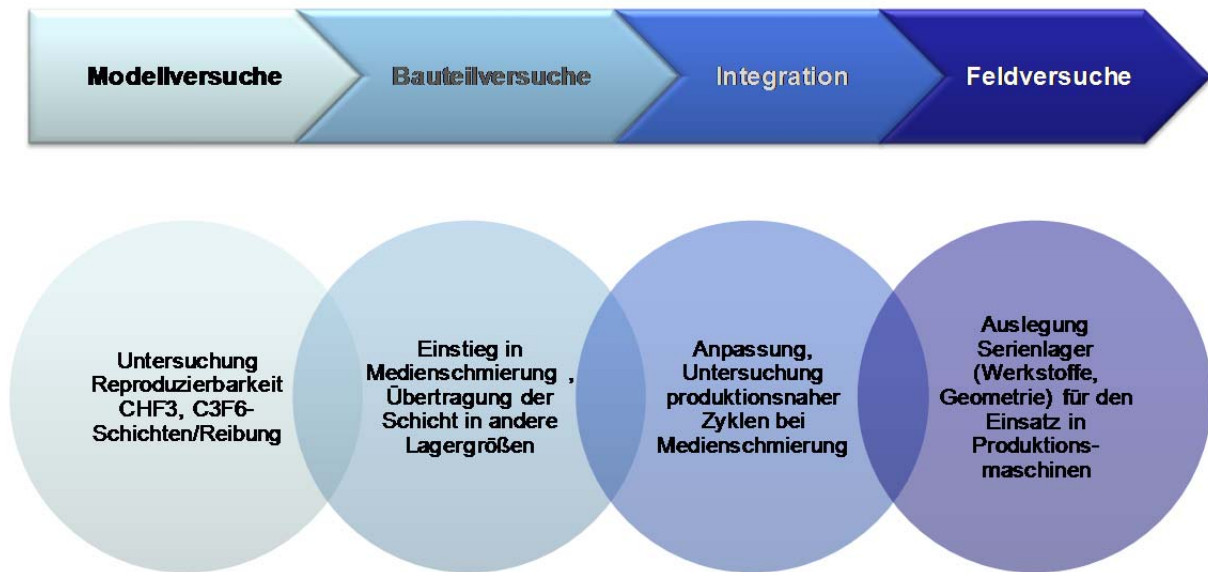 Modellversuche
Bauteilversuche
Integration
Feldversuche
Untersuchung
Reproduzierbarkeit
CHF3, C3F6-
Schichten/Reibung
Einstieg in
Medienschmierung ,
Übertragung der
Schicht in andere
Lagergrößen
Anpassung,
Untersuchung
produktionsnaher
Zyklen bei
Medienschmierung
Auslegung
Serienlager
(Werkstoffe,
Geometrie) für den
Einsatz in
Produktions-
maschinen